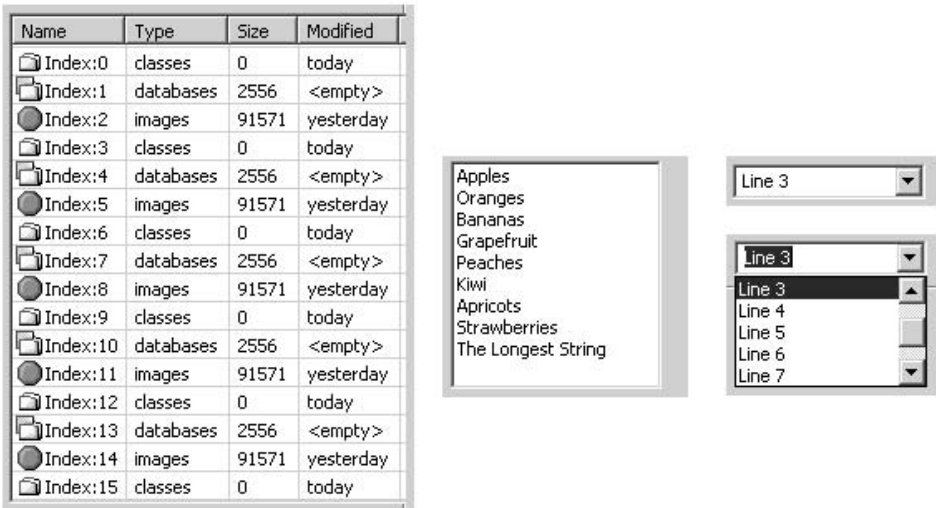 Name Type Size Modified
Index:0 classes 0 today
Index:1 databases 2556 <empty>
Index:2 images 91571 yesterday
Index:3 classes 0 today
Index:4 databases 2556 <empty>
Index:5 images 91571 yesterday
Index:6 classes 0 today
Index:7 databases 2556 <empty>
Index:8 images 91571 yesterday
Index:9 classes 0 today
Index:10 databases 2556 <empty>
Index:11 images 91571 yesterday
Index:12 classes 0 today
Index:13 databases 2556 <empty>
Index:14 images 91571 yesterday
Index:15 classes 0 today
Apples
Oranges
Bananas
Grapefruit
Peaches
Kiwi
Apricots
Strawberries
The Longest String
Line 3
Line 3
Line 3
Line 4
Line 5
Line 6
Line 7